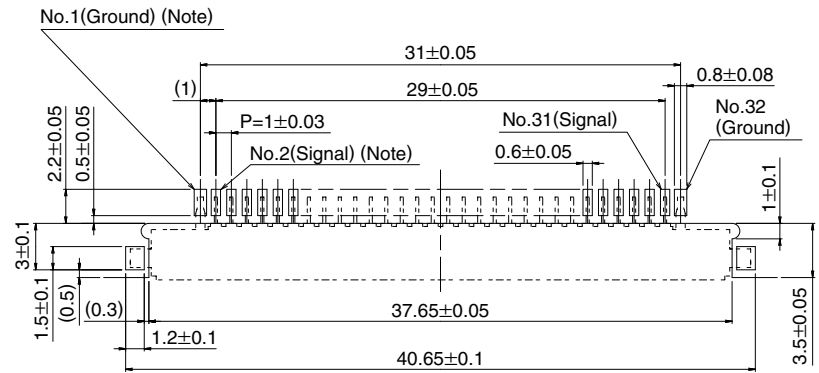 No.1(Ground) (Note)
31±0.05
(1)
29±0.05
0.8±0.08
P=1±0.03
No.31(Signal)
No.32
(Ground)
No.2(Signal) (Note)
0.6±0.05
2.2±0.05
0.5±0.05
1±0.1
3±0.1
1.5±0.1
(0.5)
(0.3)
37.65±0.05
3.5±0.05
1.2±0.1
40.65±0.1